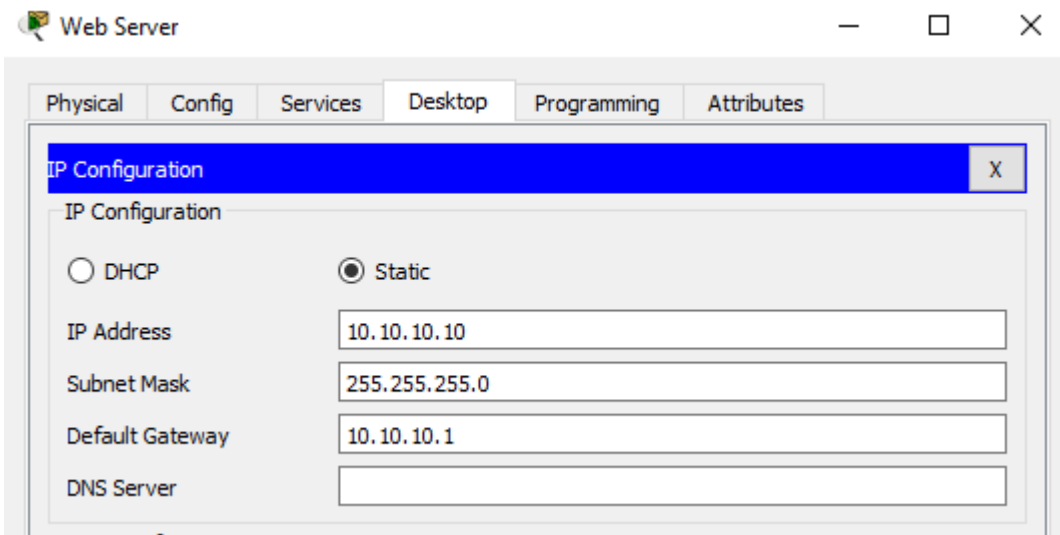 Web Server
Physical Config Services Desktop Programming Attributes
IP Configuration X
IP Configuration
DHCP Static
IP Address 10.10.10.10
Subnet Mask 255.255.255.0
Default Gateway 10.10.10.1
DNS Server